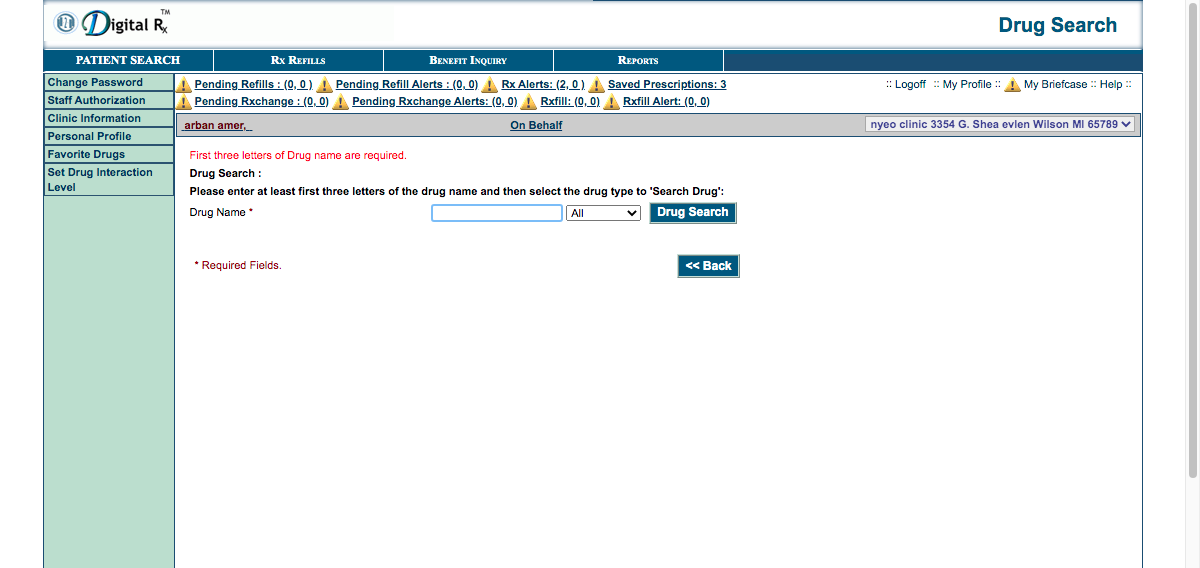 Digital Rx TM
Drug Search
PATIENT SEARCH RX REFILLS BENEFIT INQUIRY REPORTS
Change Password
Staff Authorization
Clinic Information
Personal Profile
Favorite Drugs
Set Drug Interaction
Level
Pending Refills : (0, 0 ) Pending Refill Alerts : (0, 0) Rx Alerts: (2, 0 ) Saved Prescriptions: 3 :: Logoff :: My Profile :: My Briefcase :: Help ::
Pending Rxchange : (0, 0) Pending Rxchange Alerts: (0, 0) Rxfill: (0, 0) Rxfill Alert: (0, 0)
arban amer, On Behalf nyeo clinic 3354 G. Shea evlen Wilson MI 65789
First three letters of Drug name are required.
Drug Search :
Please enter at least first three letters of the drug name and then select the drug type to 'Search Drug':
Drug Name * All Drug Search
* Required Fields. << Back